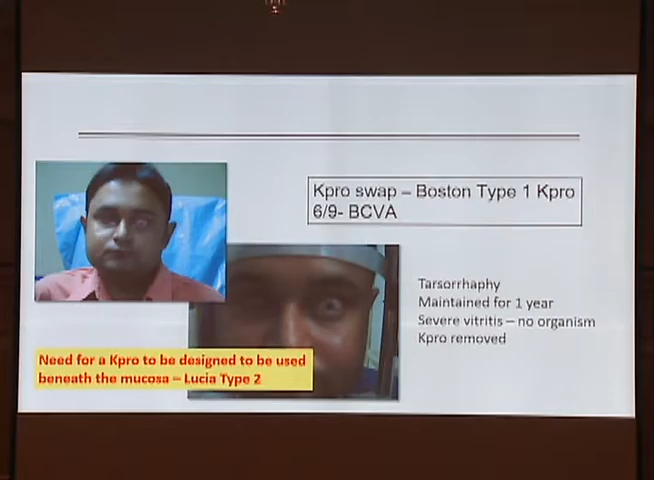 Kpro swap – Boston Type 1 Kpro
6/9- BCVA
Tarsorrhaphy
Maintained for 1 year
Severe vitritis – no organism
Kpro removed
Need for a Kpro to be designed to be used
beneath the mucosa – Lucia Type 2